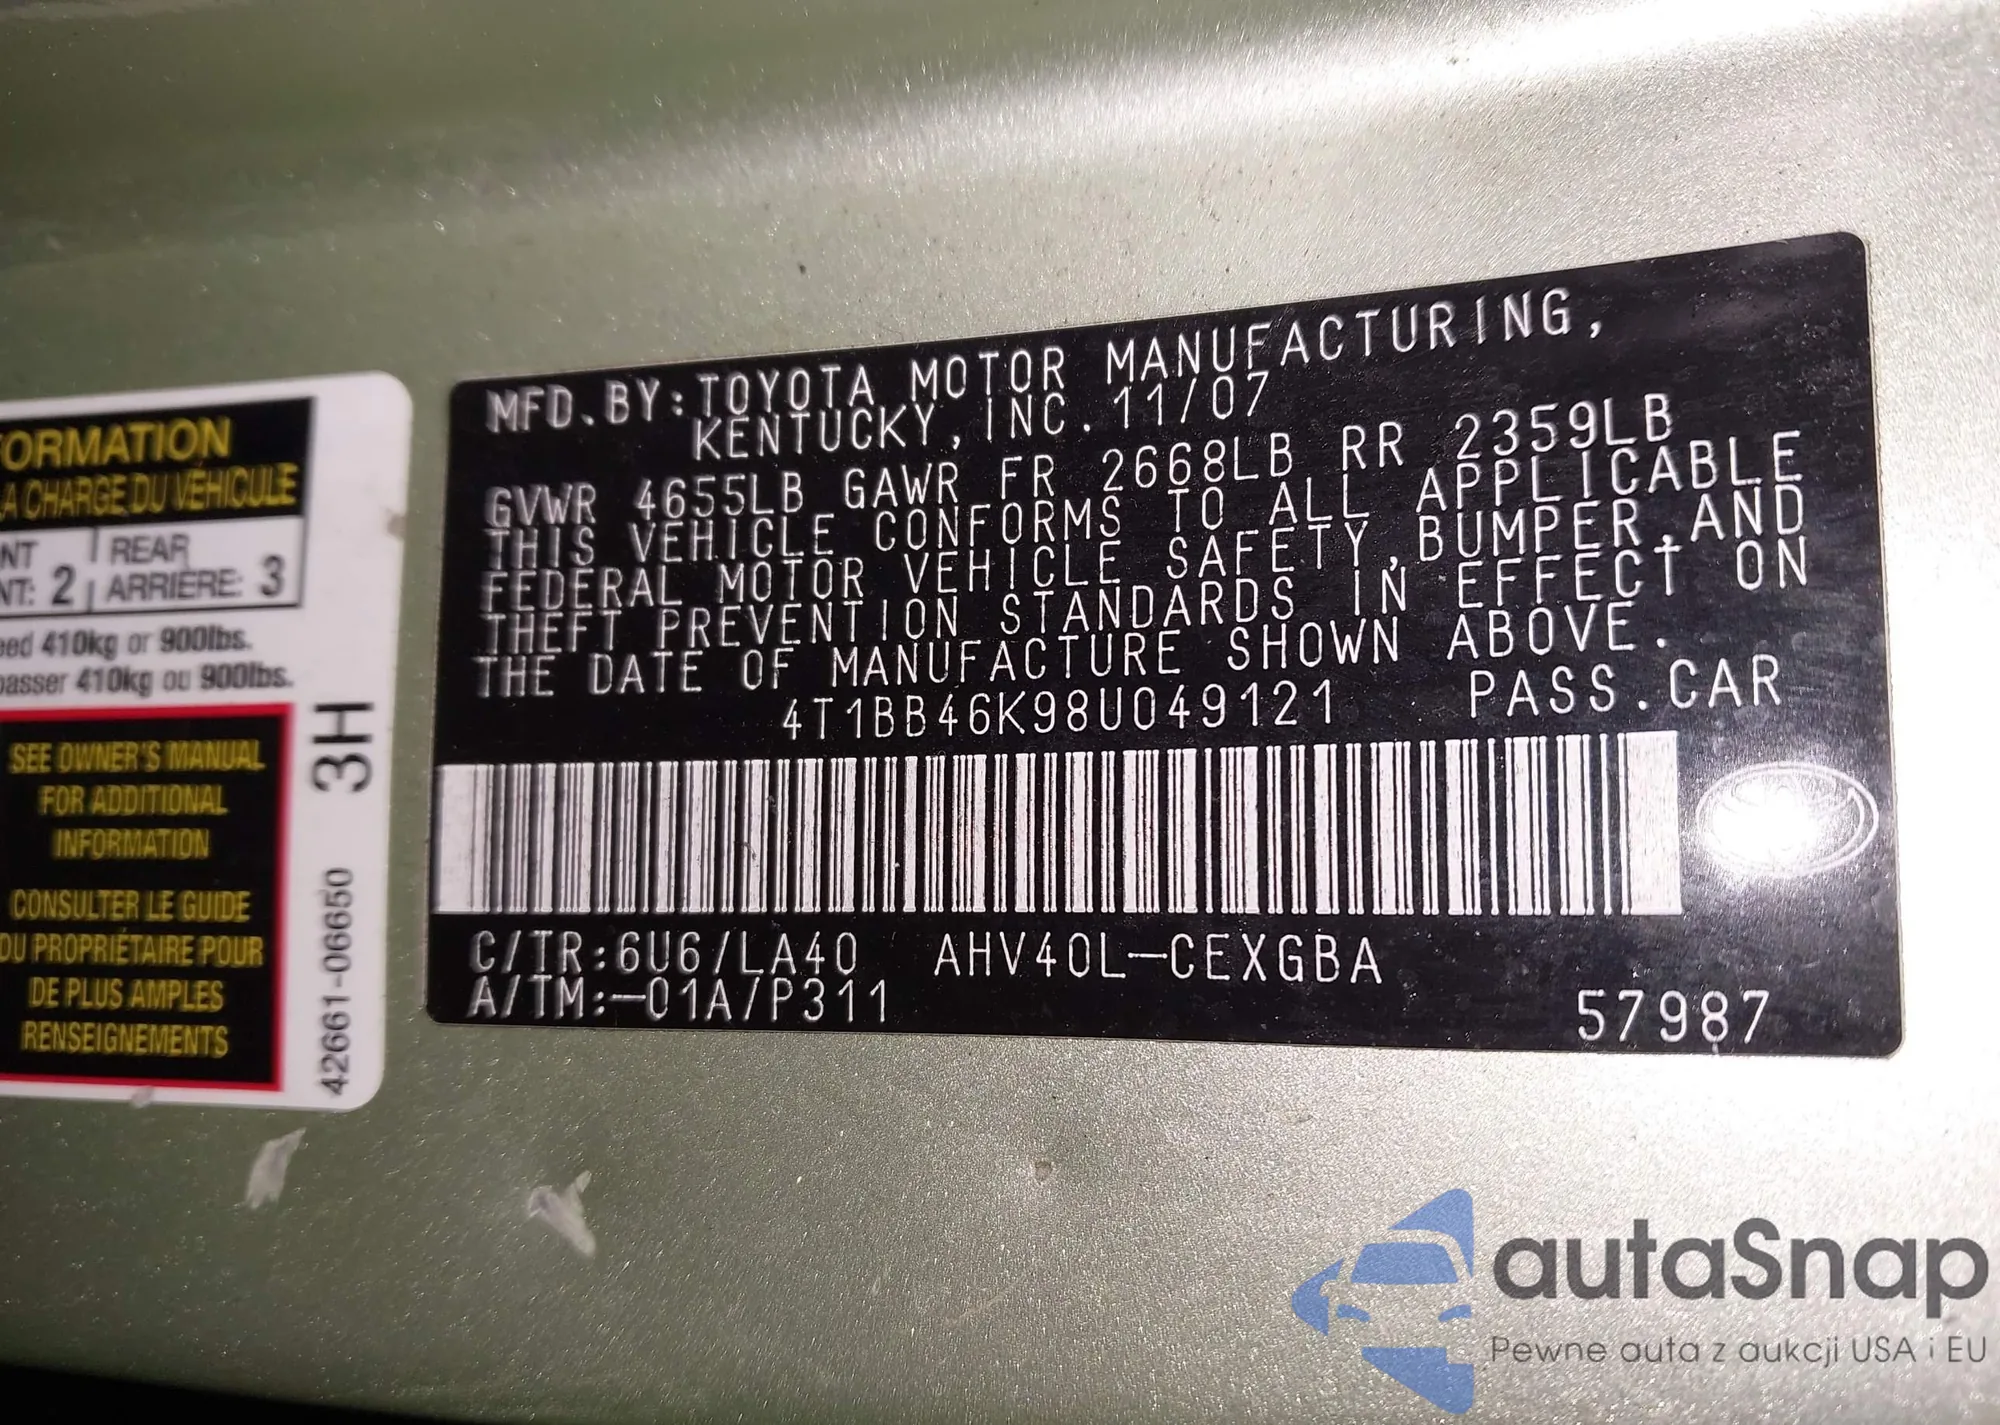 ORMATION
LA CHARGE DU VÉHICULE
NT
REAR
NT: 2
ARRIÈRE: 3
eed 410kg or 900lbs.
passer 410kg ou 900lbs.
SEE OWNER'S MANUAL
FOR ADDITIONAL
INFORMATION
CONSULTER LE GUIDE
DU PROPRIÉTAIRE POUR
DE PLUS AMPLES
RENSEIGNEMENTS
3H
42661-06650
MFD.BY:TOYOTA MOTOR MANUFACTURING,
KENTUCKY,INC.11/07
GVWR 4655LB GAWR FR 2668LB RR 2359LB
THIS VEHICLE CONFORMS TO ALL APPLICABLE
FEDERAL MOTOR VEHICLE SAFETY,BUMPER,AND
THEFT PREVENTION STANDARDS IN EFFECT ON
THE DATE OF MANUFACTURE SHOWN ABOVE.
4T1BB46K98U049121 PASS.CAR
C/TR:6U6/LA40 AHV40L-CEXGBA
A/TM:-01A/P311
57987
autaSnap
Pewne auta z aukcji USA i EU